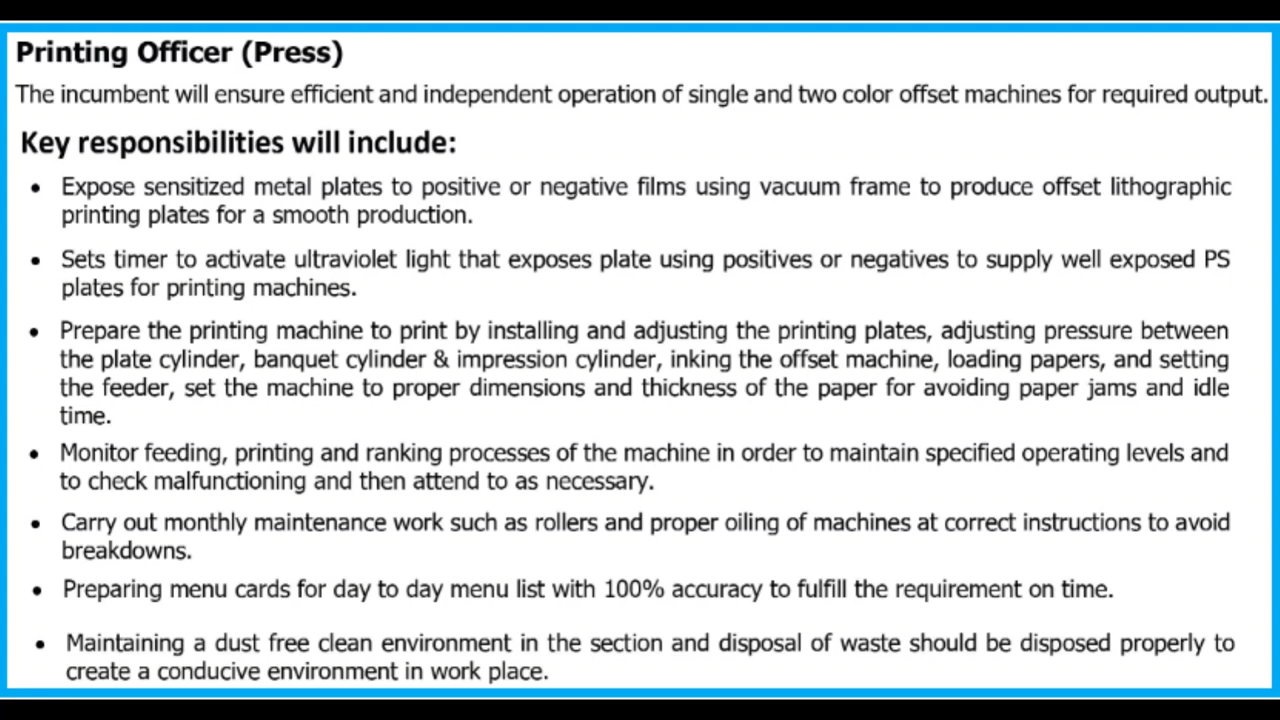 Printing Officer (Press)
The incumbent will ensure efficient and independent operation of single and two color offset machines for required output.
Key responsibilities will include:
• Expose sensitized metal plates to positive or negative films using vacuum frame to produce offset lithographic
printing plates for a smooth production.
• Sets timer to activate ultraviolet light that exposes plate using positives or negatives to supply well exposed PS
plates for printing machines.
• Prepare the printing machine to print by installing and adjusting the printing plates, adjusting pressure between
the plate cylinder, banquet cylinder & impression cylinder, inking the offset machine, loading papers, and setting
the feeder, set the machine to proper dimensions and thickness of the paper for avoiding paper jams and idle
time.
• Monitor feeding, printing and ranking processes of the machine in order to maintain specified operating levels and
to check malfunctioning and then attend to as necessary.
• Carry out monthly maintenance work such as rollers and proper oiling of machines at correct instructions to avoid
breakdowns.
• Preparing menu cards for day to day menu list with 100% accuracy to fulfill the requirement on time.
• Maintaining a dust free clean environment in the section and disposal of waste should be disposed properly to
create a conducive environment in work place.